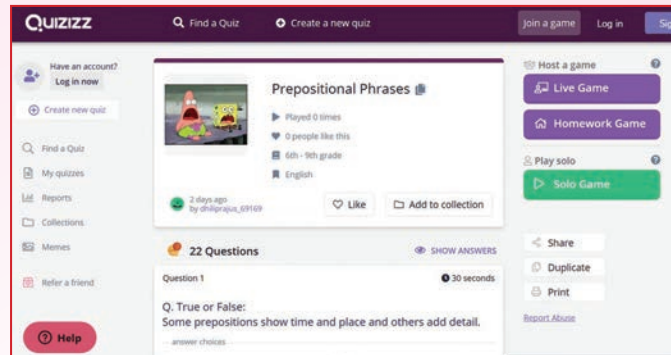 QUIZIZZ
Find a Quiz
Create a new quiz
Join a game
Log in
Have an account?
Log in now
Create new quiz
Find a Quiz
My quizzes
Reports
Collections
Memes
Refer a friend
Help
Prepositional Phrases
Played 0 times
0 people like this
6th - 9th grade
English
2 days ago
by dhiliprajus_69169
Like
Add to collection
22 Questions
SHOW ANSWERS
Question 1
30 seconds
Q. True or False:
Some prepositions show time and place and others add detail.
answer choices
Host a game
?
Live Game
Homework Game
Play solo
?
Solo Game
Share
Duplicate
Print
Report Abuse